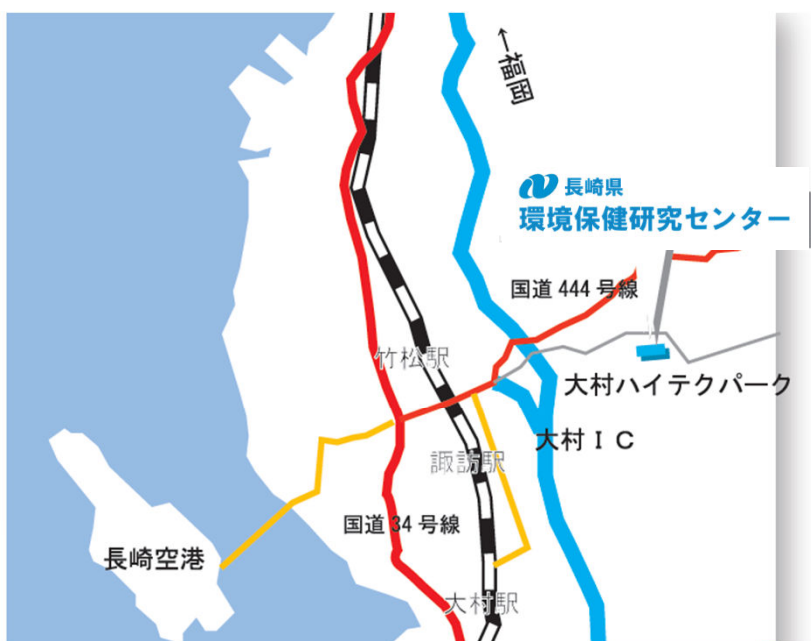 ←福岡
長崎県
環境保健研究センター
国道 444 号線
竹松駅
大村ハイテクパーク
大村ＩＣ
諏訪駅
国道 34 号線
長崎空港
大村駅